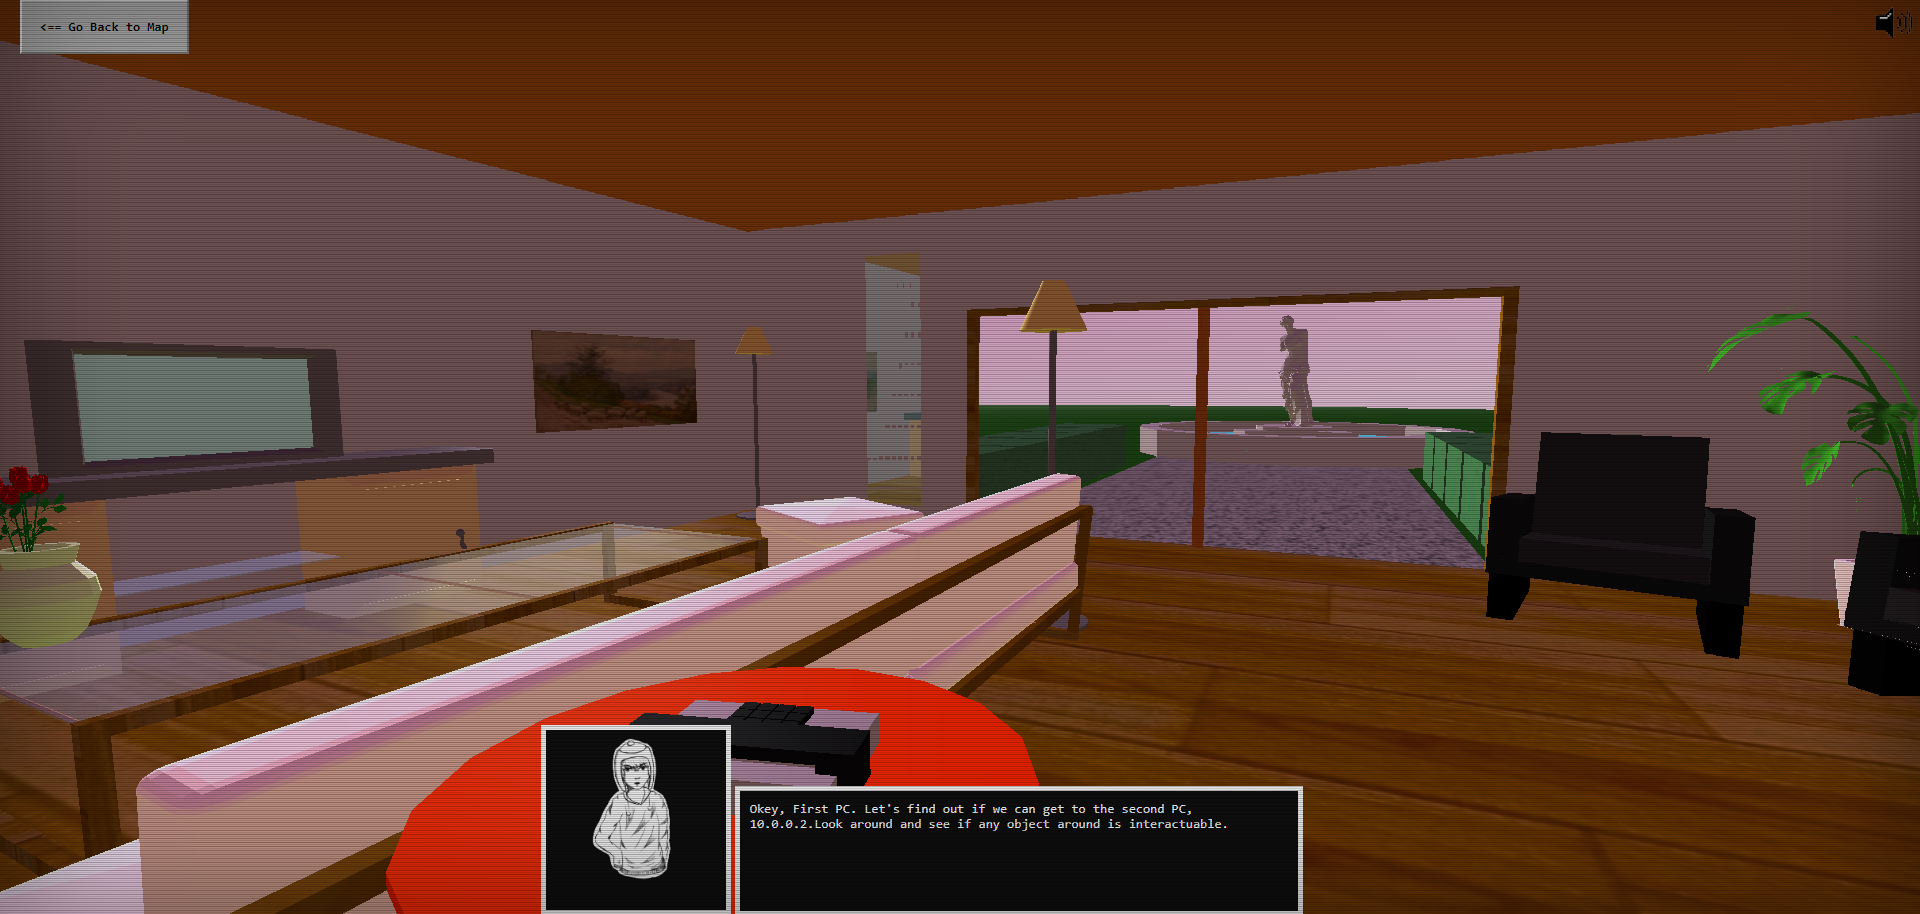 <== Go Back to Map
Okey, First PC. Let's find out if we can get to the second PC,
10.0.0.2.Look around and see if any object around is interactuable.